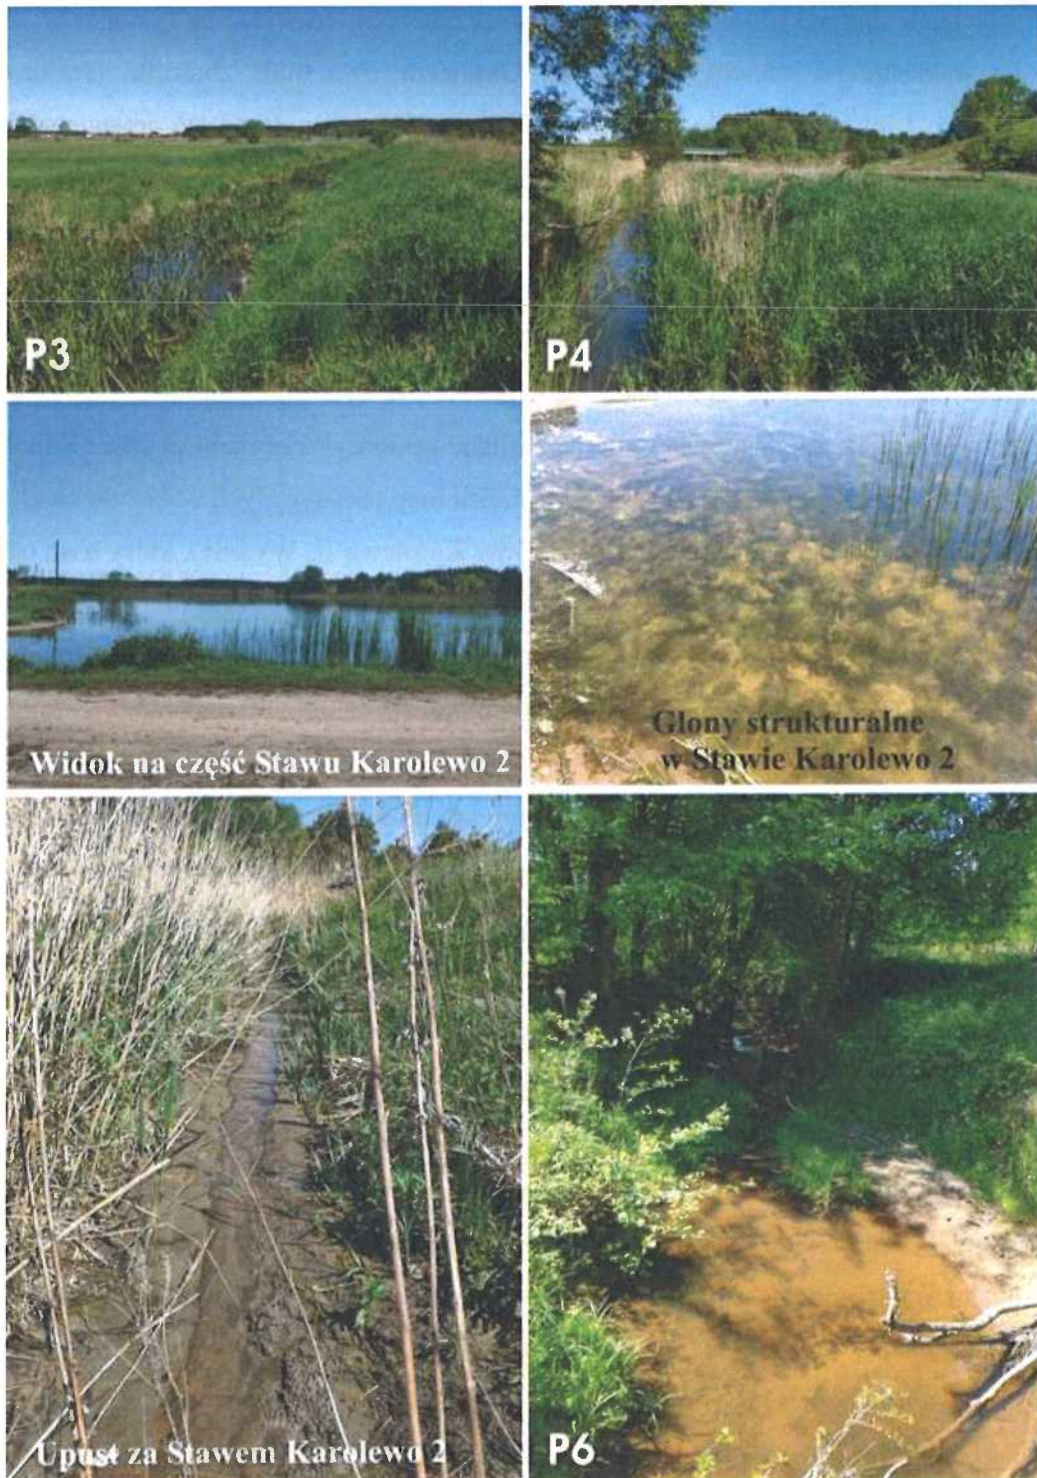 P3
P4
Widok na część Stawu Karolewo 2
Glony strukturalne
w Stawie Karolewo 2
Upust za Stawem Karolewo 2
P6